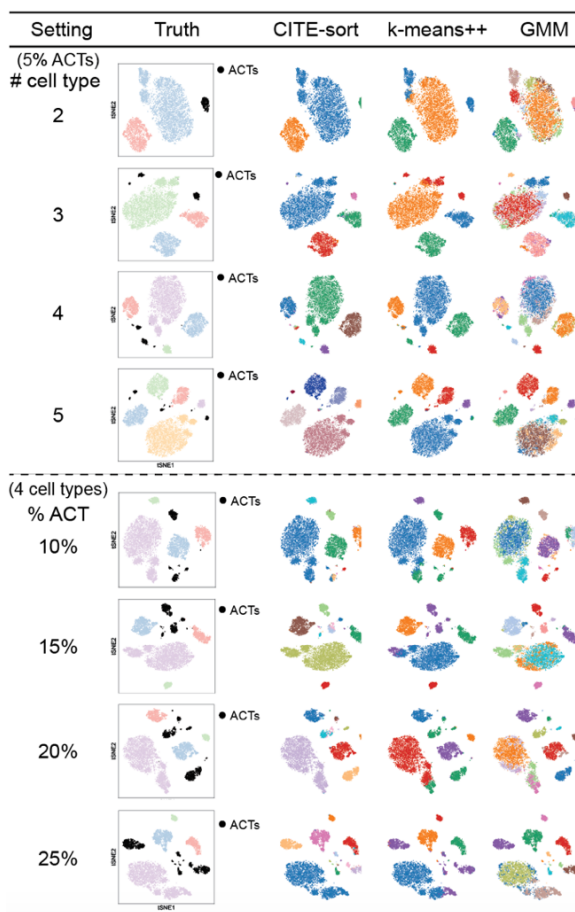 Setting Truth CITE-sort k-means++ GMM
(5% ACTs)
# cell type
ACTs
tSNE2
2
ACTs
tSNE2
3
ACTs
tSNE2
4
ACTs
tSNE2
5
tSNE1
(4 cell types)
% ACT
ACTs
tSNE2
10%
ACTs
tSNE2
15%
ACTs
tSNE2
20%
ACTs
tSNE2
25%
tSNE1